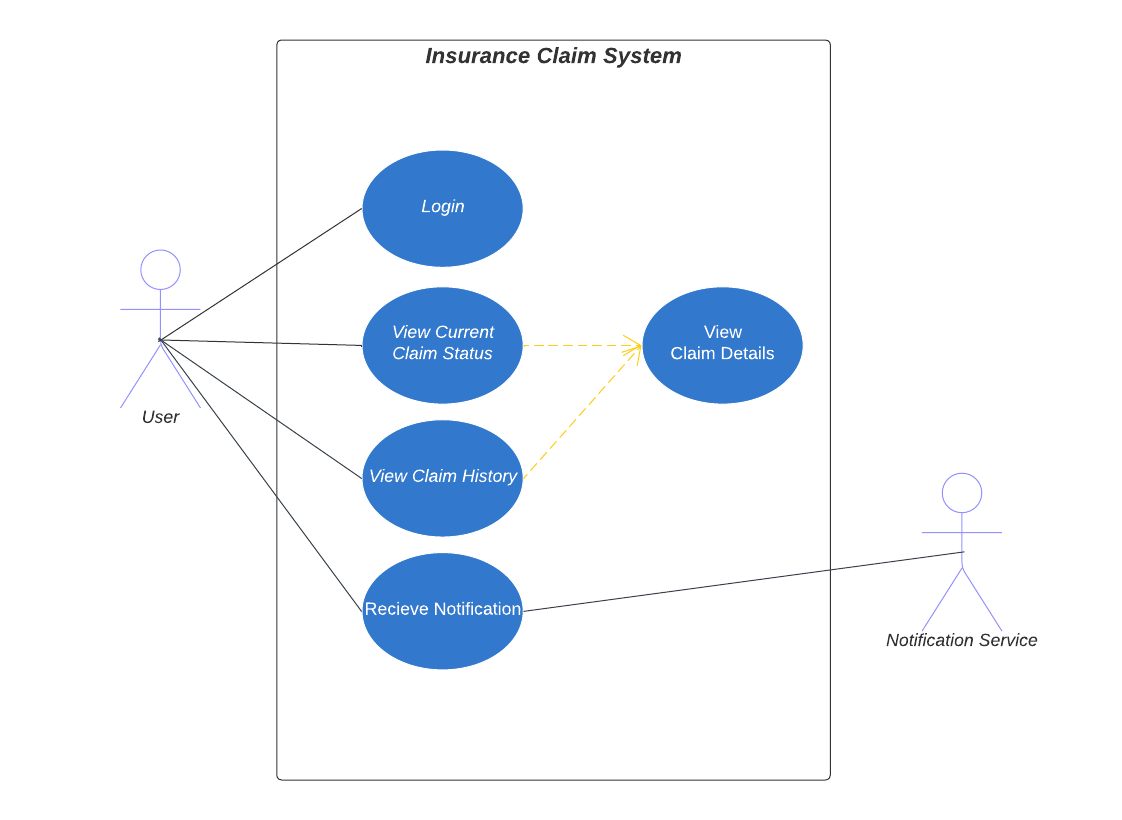 Insurance Claim System
Login
View Current
Claim Status
View
Claim Details
User
View Claim History
Recieve Notification
Notification Service